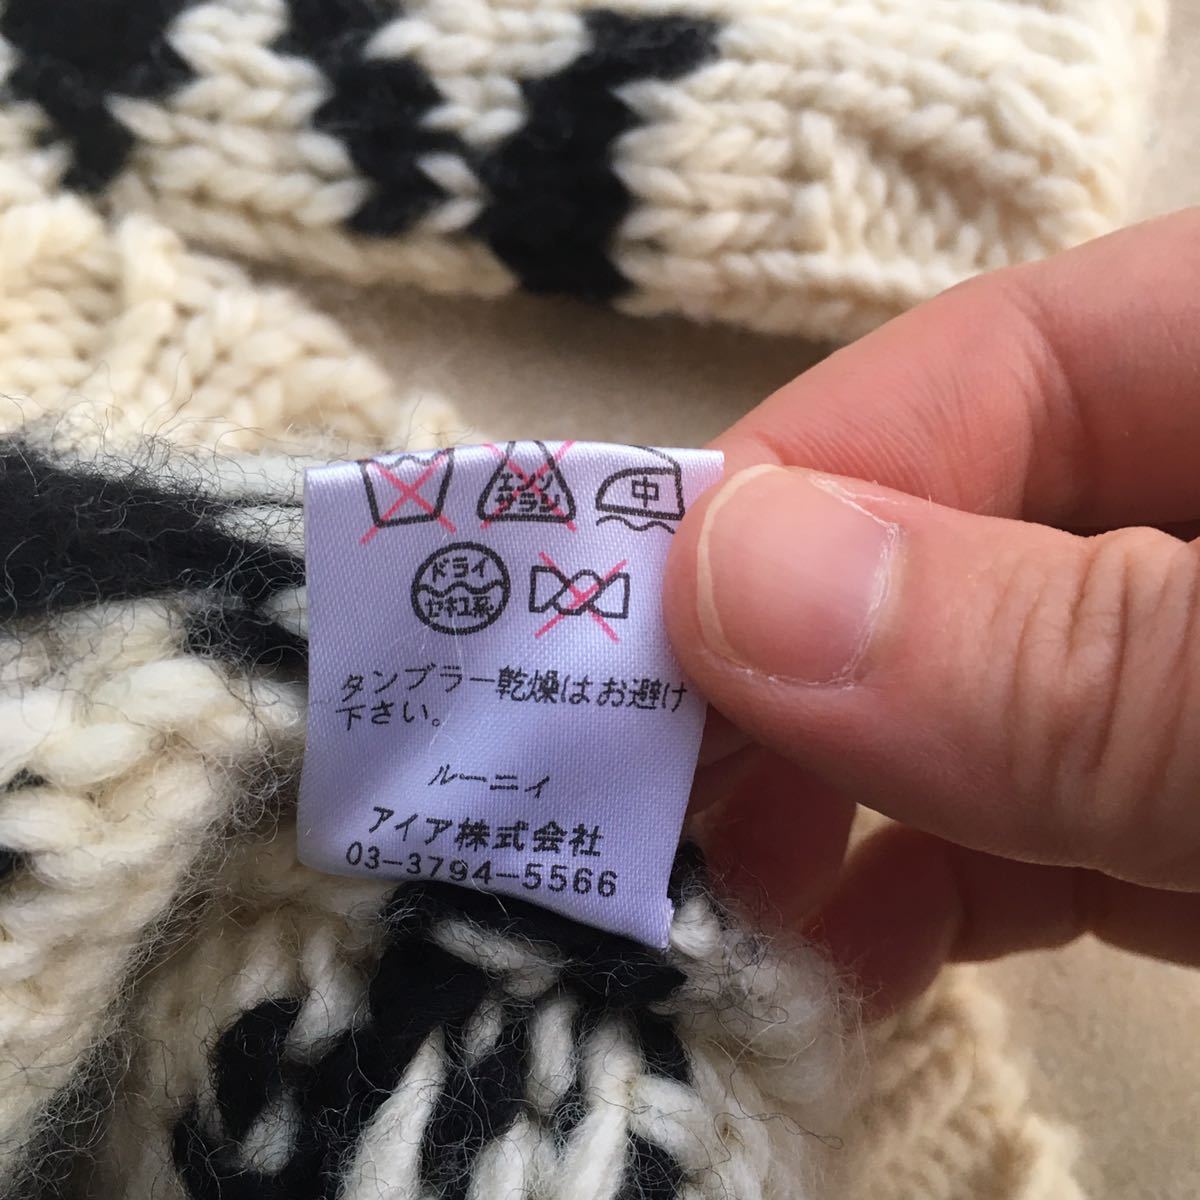 エンソ 中
サラシ
ドライ
セキユ系
タンブラー乾燥はお避け
下さい。
ルーニィ
アイア株式会社
03-3794-5566